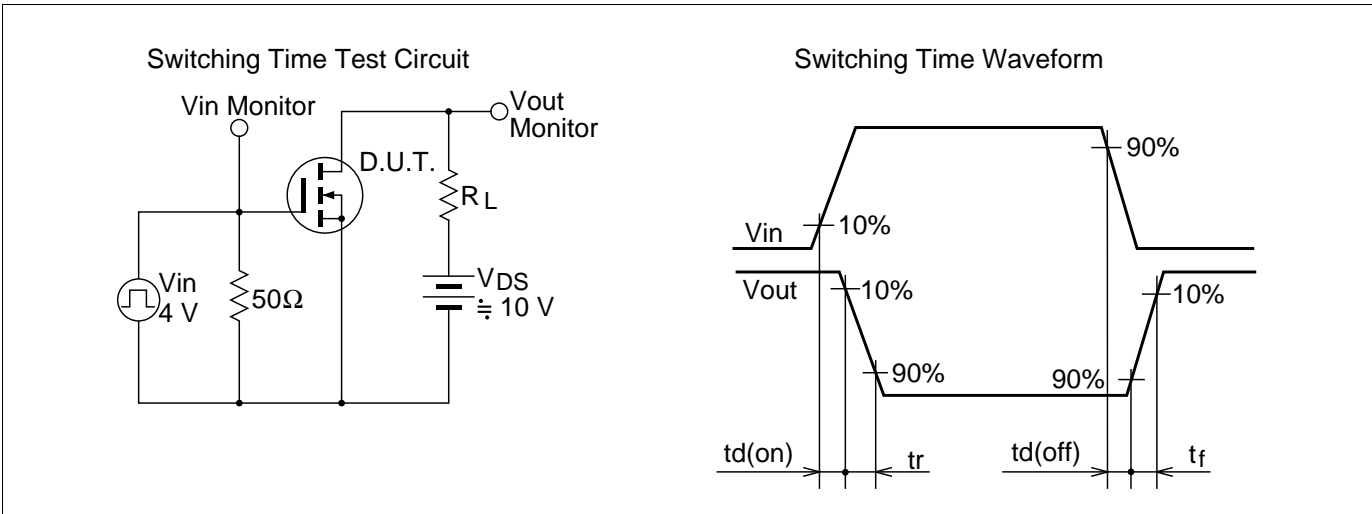 Switching Time Test Circuit
Vin Monitor
Vout
Monitor
D.U.T.
RL
Vin
4 V
50Ω
VDS
≒ 10 V
Switching Time Waveform
90%
10%
Vin
Vout
10%
10%
90%
90%
td(on)
tr
td(off)
tf